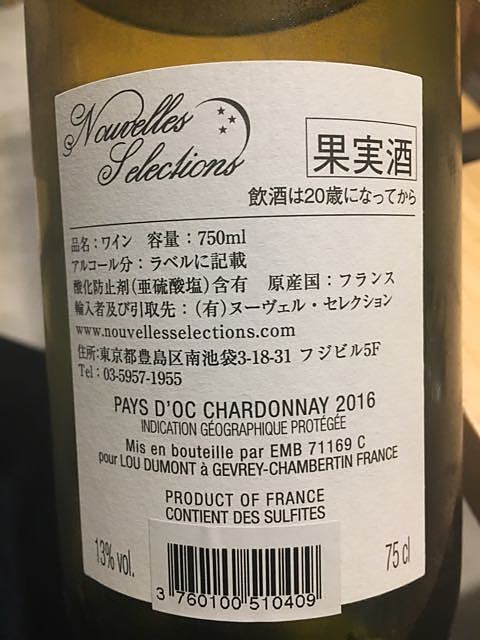 Nouvelles
Selections
果実酒
飲酒は20歳になってから
品名：ワイン 容量：750ml
アルコール分：ラベルに記載
酸化防止剤(亜硫酸塩)含有 原産国：フランス
輸入者及び引取先：(有)ヌーヴェル・セレクション
www.nouvellesselections.com
住所:東京都豊島区南池袋3-18-31 フジビル5F
Tel：03-5957-1955
PAYS D'OC CHARDONNAY 2016
INDICATION GÉOGRAPHIQUE PROTÉGÉE
Mis en bouteille par EMB 71169 C
pour LOU DUMONT à GEVREY-CHAMBERTIN FRANCE
PRODUCT OF FRANCE
CONTIENT DES SULFITES
13% vol.
75 cl
3 760100 510409